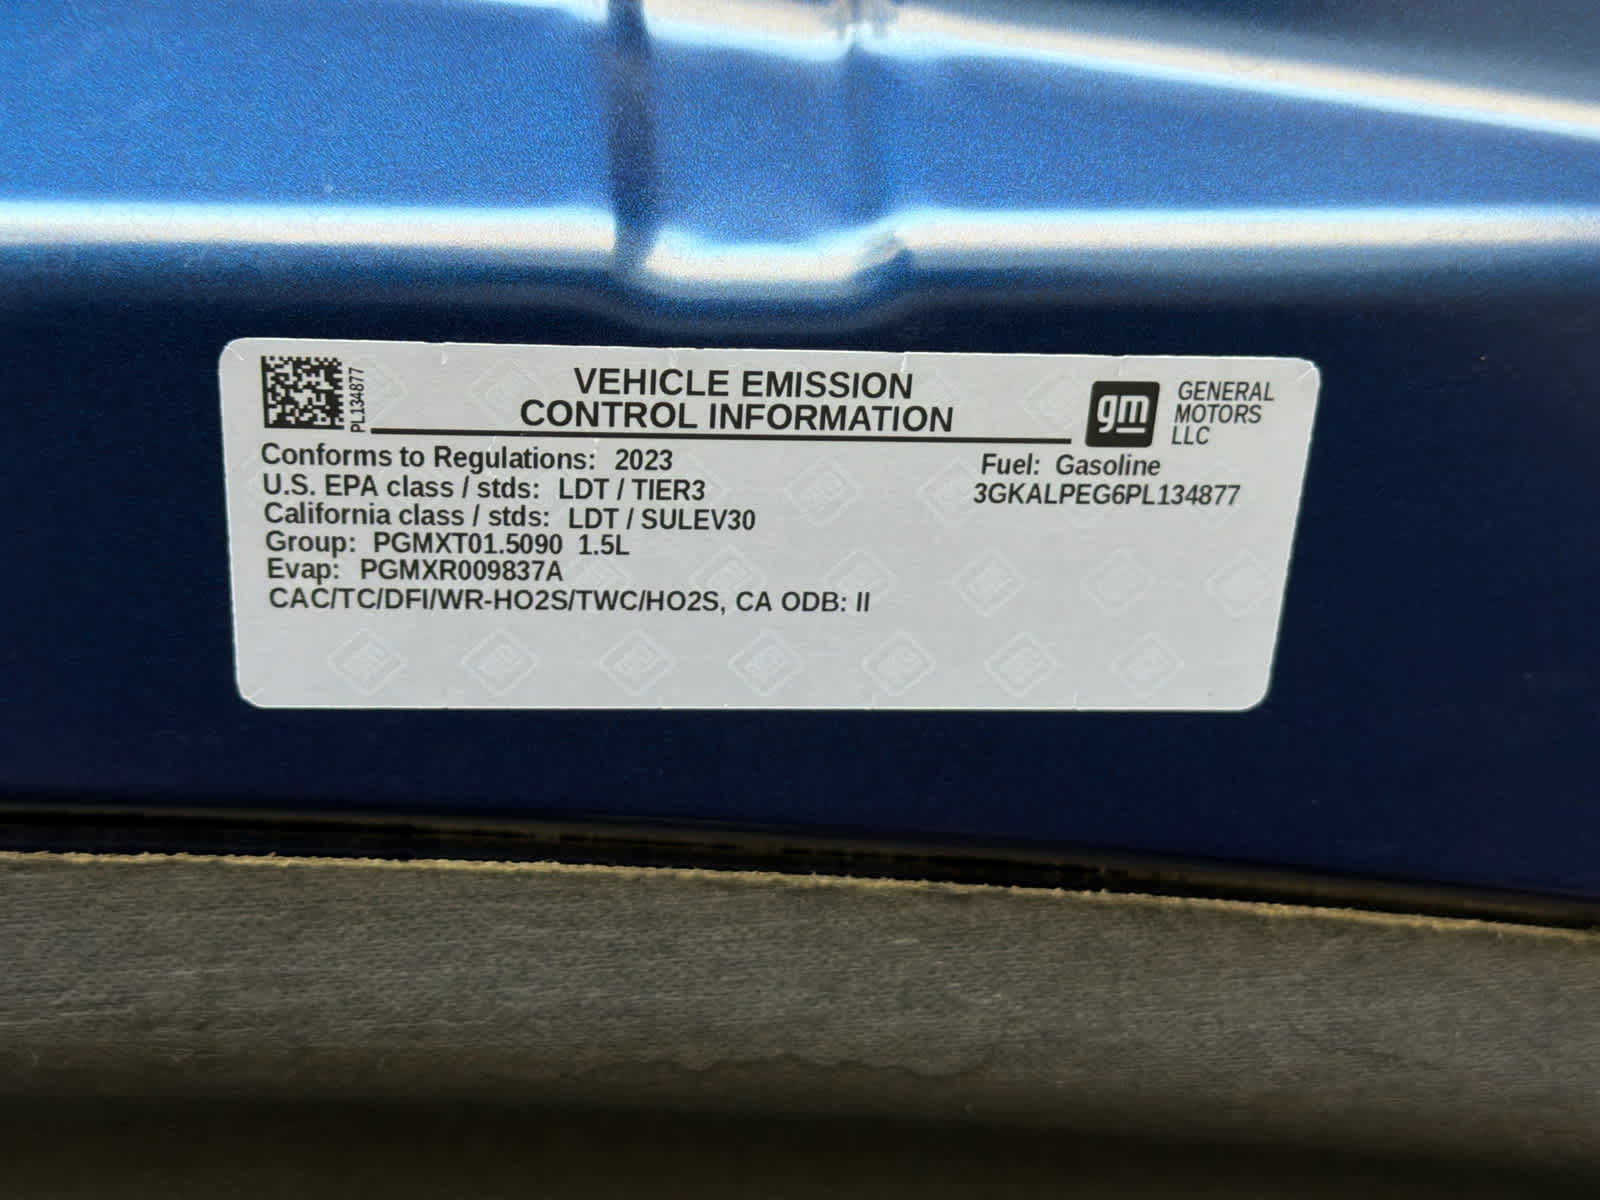 PL134877
VEHICLE EMISSION
CONTROL INFORMATION
gm
GENERAL
MOTORS
LLC
Conforms to Regulations: 2023
U.S. EPA class / stds: LDT / TIER3
California class / stds: LDT / SULEV30
Group: PGMXT01.5090 1.5L
Evap: PGMXR009837A
CAC/TC/DFI/WR-HO2S/TWC/HO2S, CA ODB: II
Fuel: Gasoline
3GKALPEG6PL134877